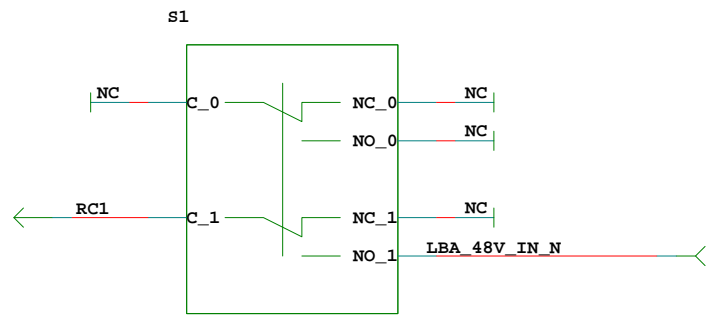 S1
NC C_0 NC_0 NC
NO_0 NC
RC1 C_1 NC_1 NC
NO_1 LBA_48V_IN_N